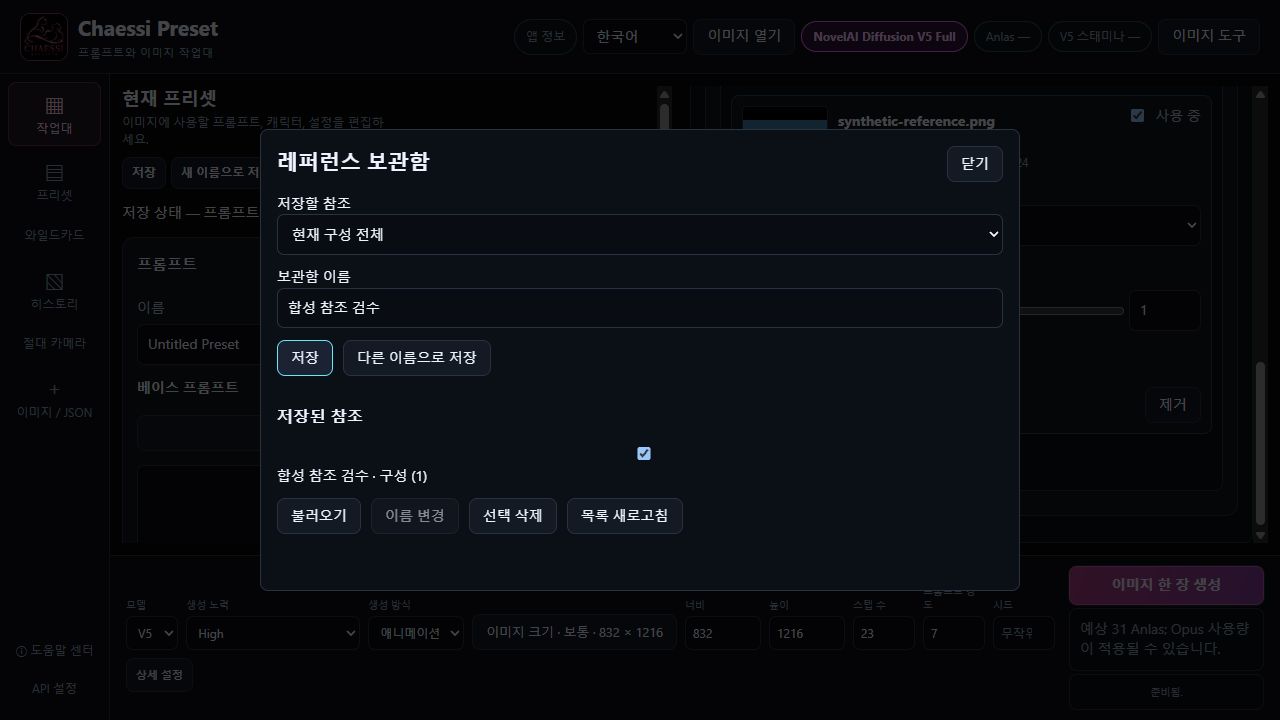 CHAESSI
Chaessi Preset
프롬프트와 이미지 작업대
앱 정보
한국어
이미지 열기
NovelAI Diffusion V5 Full
Anlas —
V5 스태미나 —
이미지 도구
작업대
프리셋
와일드카드
히스토리
절대 카메라
이미지 / JSON
도움말 센터
API 설정
현재 프리셋
이미지에 사용할 프롬프트, 캐릭터, 설정을 편집하
세요.
저장
새 이름으로 저
저장 상태 — 프롬프트
프롬프트
이름
Untitled Preset
베이스 프롬프트
synthetic-reference.png
사용 중
24
1
제거
레퍼런스 보관함
닫기
저장할 참조
현재 구성 전체
보관함 이름
합성 참조 검수
저장
다른 이름으로 저장
저장된 참조
합성 참조 검수 · 구성 (1)
불러오기
이름 변경
선택 삭제
목록 새로고침
모델
V5
생성 노력
High
생성 방식
애니메이션
이미지 크기 · 보통 · 832 × 1216
너비
832
높이
1216
스텝 수
23
도
7
시드
무작위
상세 설정
이미지 한 장 생성
예상 31 Anlas; Opus 사용량
이 적용될 수 있습니다.
준비됨.